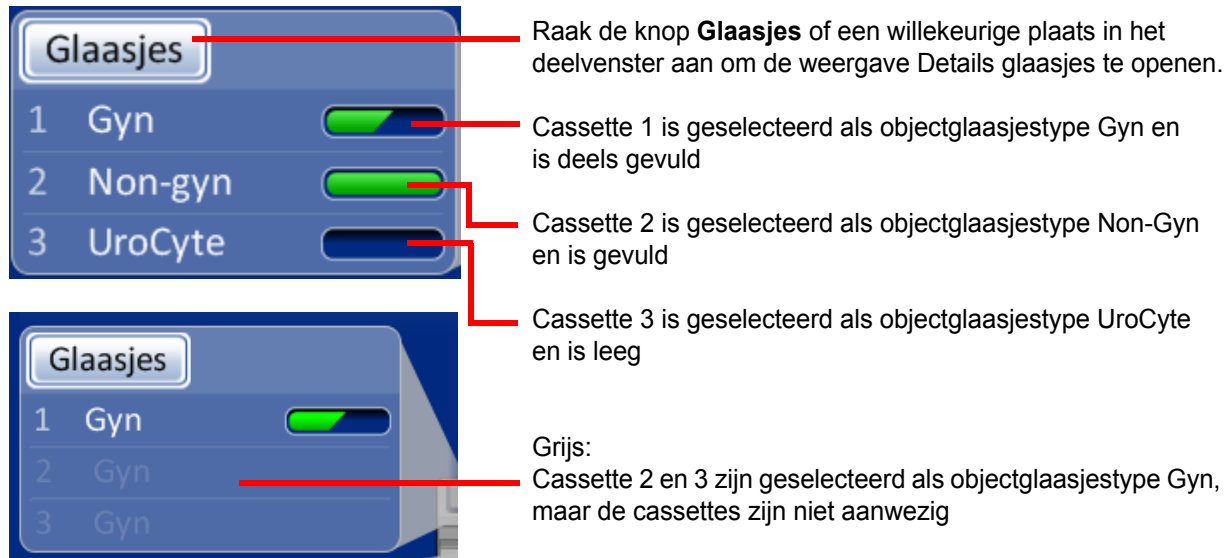 Glaasjes
1 Gyn
2 Non-gyn
3 UroCyte
Raak de knop Glaasjes of een willekeurige plaats in het
deelvenster aan om de weergave Details glaasjes te openen.
Cassette 1 is geselecteerd als objectglaasjestype Gyn en
is deels gevuld
Cassette 2 is geselecteerd als objectglaasjestype Non-Gyn
en is gevuld
Cassette 3 is geselecteerd als objectglaasjestype UroCyte
en is leeg
Glaasjes
1 Gyn
2 Gyn
3 Gyn
Grijs:
Cassette 2 en 3 zijn geselecteerd als objectglaasjestype Gyn,
maar de cassettes zijn niet aanwezig